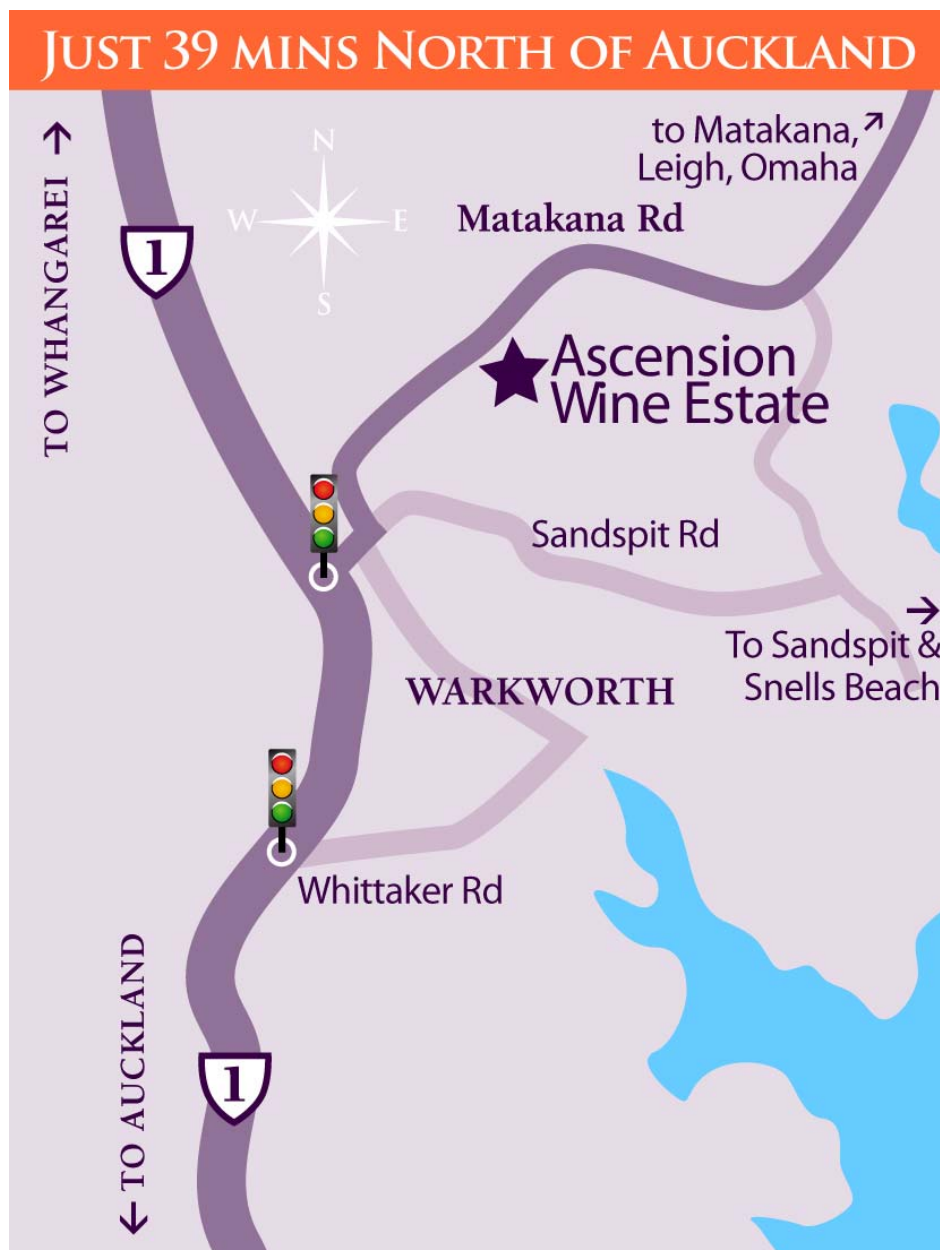 JUST 39 MINS NORTH OF AUCKLAND
to Matakana,
Leigh, Omaha
N
W
E
S
TO WHANGAREI
1
Matakana Rd
Ascension
Wine Estate
Sandspit Rd
To Sandspit &
Snells Beach
WARKWORTH
Whittaker Rd
TO AUCKLAND
1